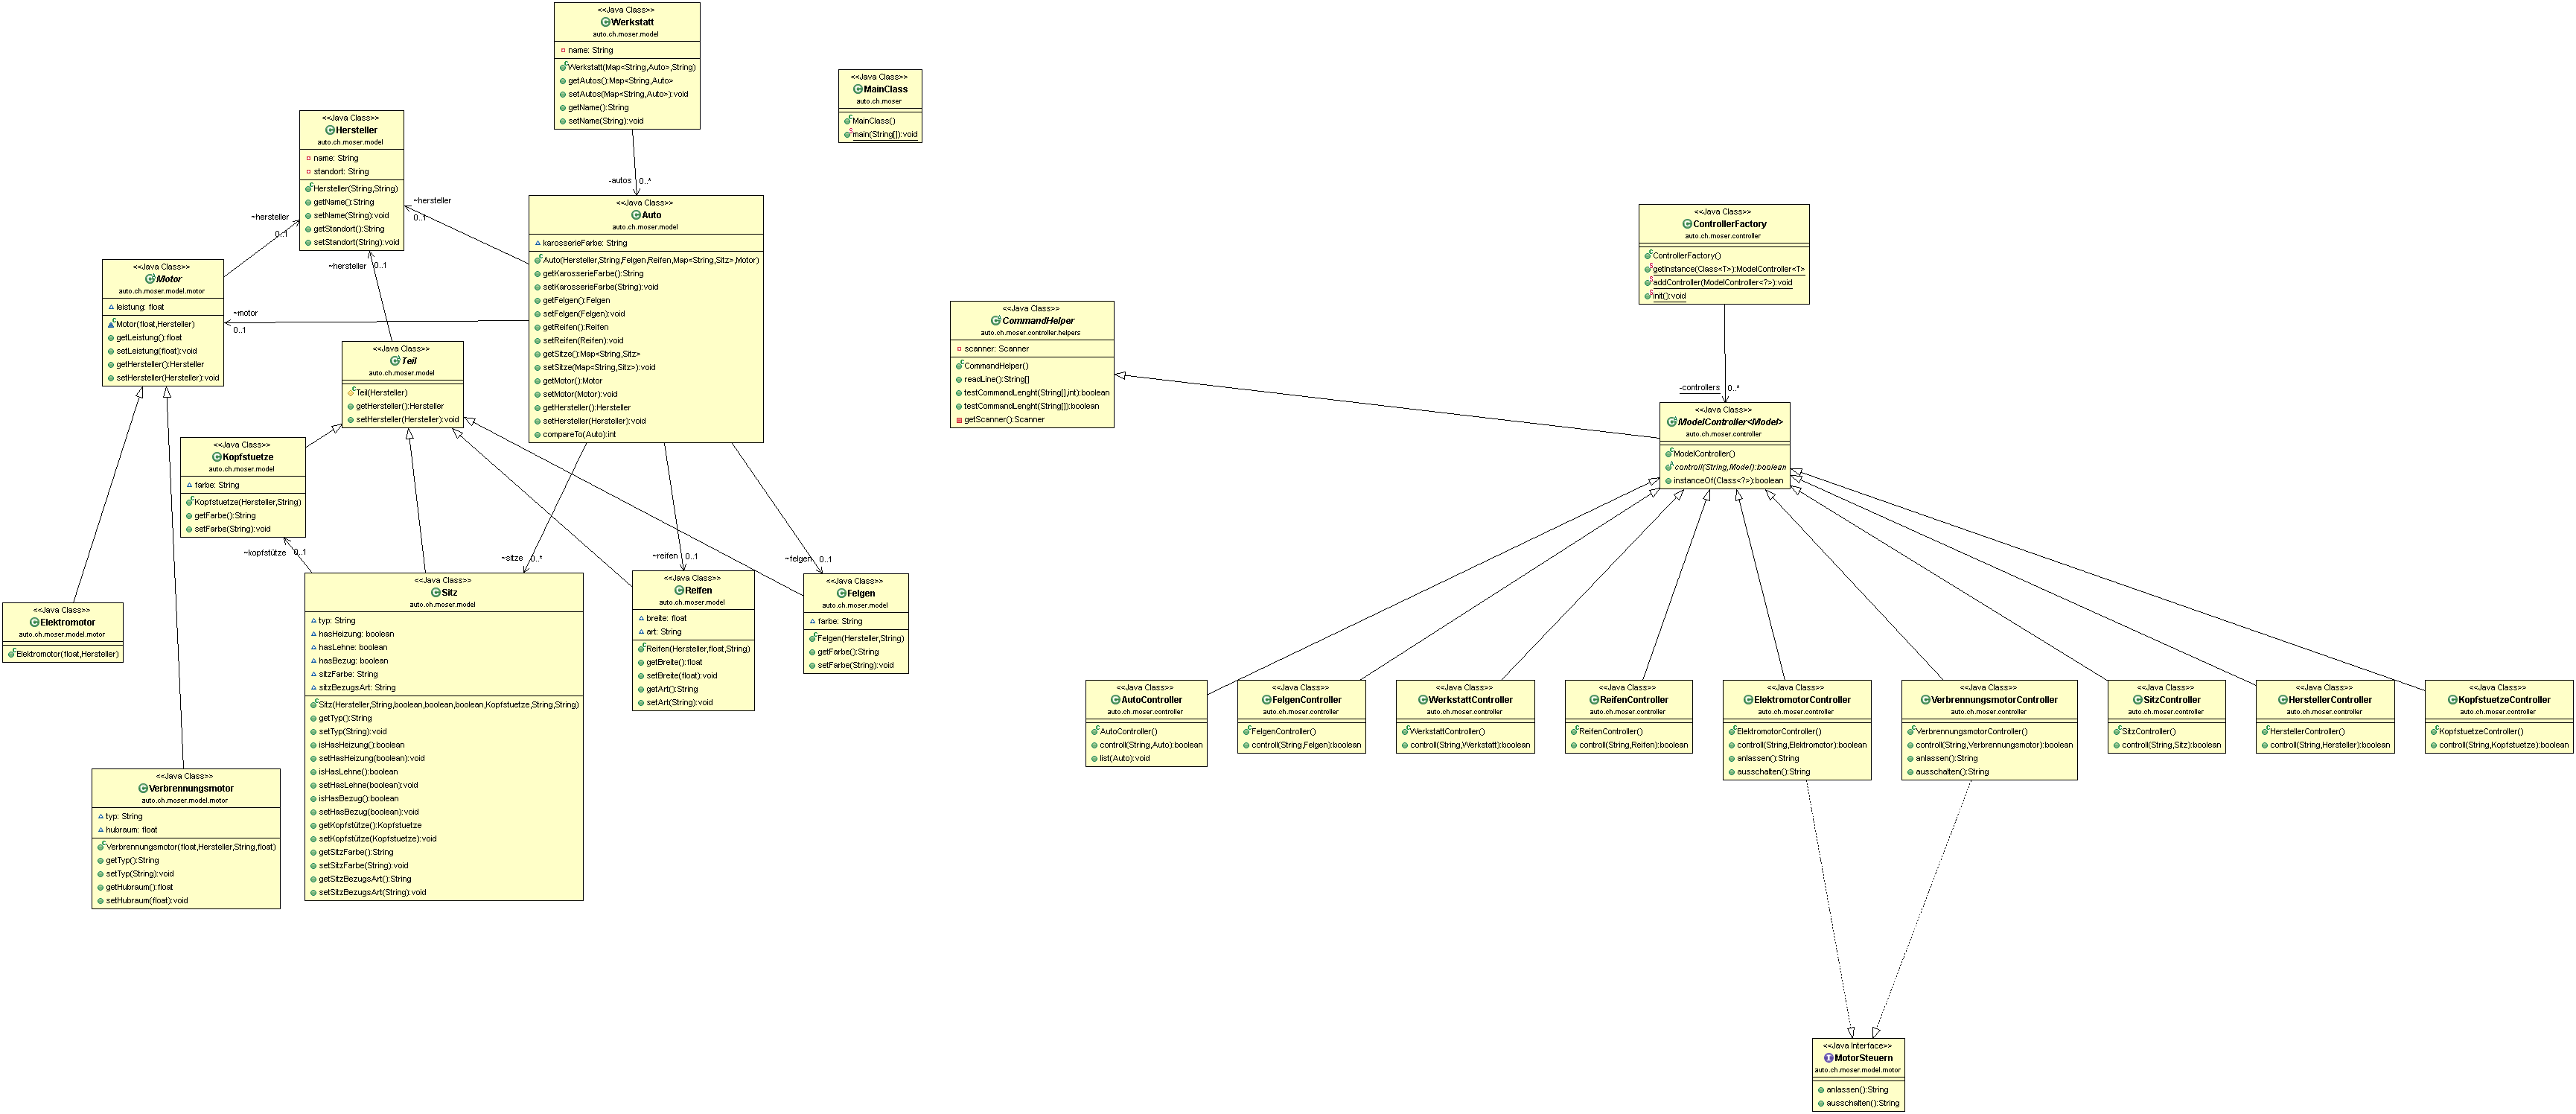 <<Java Class>>
Werkstatt
auto.ch.moser.model
name: String
Werkstatt(Map<String,Auto>,String)
getAutos():Map<String,Auto>
setAutos(Map<String,Auto>):void
getName():String
setName(String):void
-autos 0..*
<<Java Class>>
MainClass
auto.ch.moser
MainClass()
main(String[]):void
<<Java Class>>
Hersteller
auto.ch.moser.model
name: String
standort: String
Hersteller(String,String)
getName():String
setName(String):void
getStandort():String
setStandort(String):void
~hersteller
0..1
~hersteller
0..1
~hersteller 0..1
<<Java Class>>
Auto
auto.ch.moser.model
karosserieFarbe: String
Auto(Hersteller,String,Felgen,Reifen,Map<String,Sitz>,Motor)
getKarosserieFarbe():String
setKarosserieFarbe(String):void
getFelgen():Felgen
setFelgen(Felgen):void
getReifen():Reifen
setReifen(Reifen):void
getSitze():Map<String,Sitz>
setSitze(Map<String,Sitz>):void
getMotor():Motor
setMotor(Motor):void
getHersteller():Hersteller
setHersteller(Hersteller):void
compareTo(Auto):int
<<Java Class>>
Motor
auto.ch.moser.model.motor
leistung: float
Motor(float,Hersteller)
getLeistung():float
setLeistung(float):void
getHersteller():Hersteller
setHersteller(Hersteller):void
~motor
0..1
<<Java Class>>
Teil
auto.ch.moser.model
Teil(Hersteller)
getHersteller():Hersteller
setHersteller(Hersteller):void
<<Java Class>>
Kopfstuetze
auto.ch.moser.model
farbe: String
Kopfstuetze(Hersteller,String)
getFarbe():String
setFarbe(String):void
~kopfstütze 0..1
~sitze 0..*
~reifen 0..1
~felgen 0..1
<<Java Class>>
Elektromotor
auto.ch.moser.model.motor
Elektromotor(float,Hersteller)
<<Java Class>>
Sitz
auto.ch.moser.model
typ: String
hasHeizung: boolean
hasLehne: boolean
hasBezug: boolean
sitzFarbe: String
sitzBezugsArt: String
Sitz(Hersteller,String,boolean,boolean,boolean,Kopfstuetze,String,String)
getTyp():String
setTyp(String):void
isHasHeizung():boolean
setHasHeizung(boolean):void
isHasLehne():boolean
setHasLehne(boolean):void
isHasBezug():boolean
setHasBezug(boolean):void
getKopfstütze():Kopfstuetze
setKopfstütze(Kopfstuetze):void
getSitzFarbe():String
setSitzFarbe(String):void
getSitzBezugsArt():String
setSitzBezugsArt(String):void
<<Java Class>>
Reifen
auto.ch.moser.model
breite: float
art: String
Reifen(Hersteller,float,String)
getBreite():float
setBreite(float):void
getArt():String
setArt(String):void
<<Java Class>>
Felgen
auto.ch.moser.model
farbe: String
Felgen(Hersteller,String)
getFarbe():String
setFarbe(String):void
<<Java Class>>
Verbrennungsmotor
auto.ch.moser.model.motor
typ: String
hubraum: float
Verbrennungsmotor(float,Hersteller,String,float)
getTyp():String
setTyp(String):void
getHubraum():float
setHubraum(float):void
<<Java Class>>
ControllerFactory
auto.ch.moser.controller
ControllerFactory()
getInstance(Class<T>):ModelController<T>
addController(ModelController<?>):void
init():void
-controllers 0..*
<<Java Class>>
CommandHelper
auto.ch.moser.controller.helpers
scanner: Scanner
CommandHelper()
readLine():String[]
testCommandLenght(String[],int):boolean
testCommandLenght(String[]):boolean
getScanner():Scanner
<<Java Class>>
ModelController<Model>
auto.ch.moser.controller
ModelController()
controll(String,Model):boolean
instanceOf(Class<?>):boolean
<<Java Class>>
AutoController
auto.ch.moser.controller
AutoController()
controll(String,Auto):boolean
list(Auto):void
<<Java Class>>
FelgenController
auto.ch.moser.controller
FelgenController()
controll(String,Felgen):boolean
<<Java Class>>
WerkstattController
auto.ch.moser.controller
WerkstattController()
controll(String,Werkstatt):boolean
<<Java Class>>
ReifenController
auto.ch.moser.controller
ReifenController()
controll(String,Reifen):boolean
<<Java Class>>
ElektromotorController
auto.ch.moser.controller
ElektromotorController()
controll(String,Elektromotor):boolean
anlassen():String
ausschalten():String
<<Java Class>>
VerbrennungsmotorController
auto.ch.moser.controller
VerbrennungsmotorController()
controll(String,Verbrennungsmotor):boolean
anlassen():String
ausschalten():String
<<Java Class>>
SitzController
auto.ch.moser.controller
SitzController()
controll(String,Sitz):boolean
<<Java Class>>
HerstellerController
auto.ch.moser.controller
HerstellerController()
controll(String,Hersteller):boolean
<<Java Class>>
KopfstuetzeController
auto.ch.moser.controller
KopfstuetzeController()
controll(String,Kopfstuetze):boolean
<<Java Interface>>
MotorSteuern
auto.ch.moser.model.motor
anlassen():String
ausschalten():String